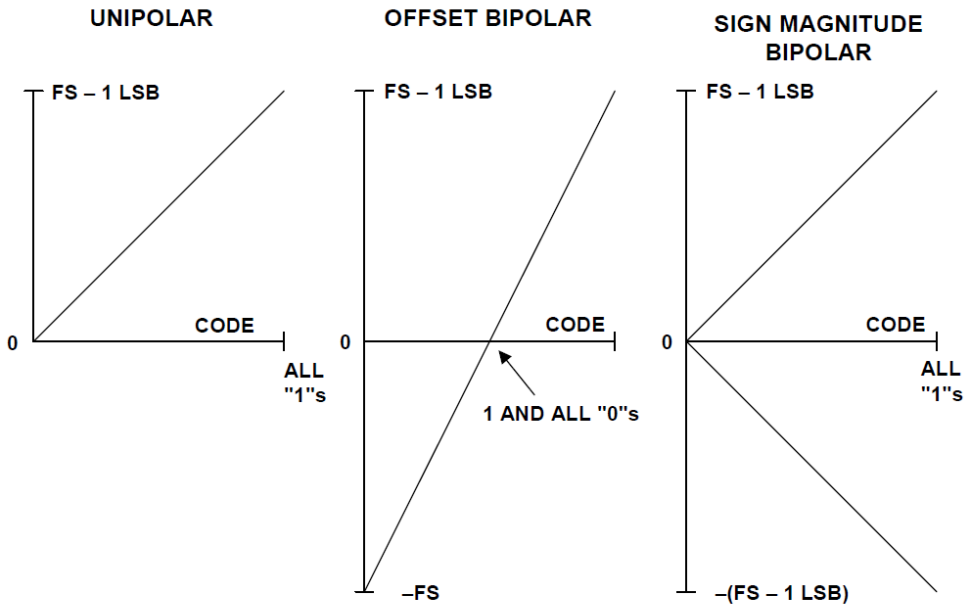 UNIPOLAR
FS – 1 LSB
0
CODE
ALL
"1"s
OFFSET BIPOLAR
FS – 1 LSB
0
CODE
1 AND ALL "0"s
–FS
SIGN MAGNITUDE
BIPOLAR
FS – 1 LSB
0
CODE
ALL
"1"s
–(FS – 1 LSB)